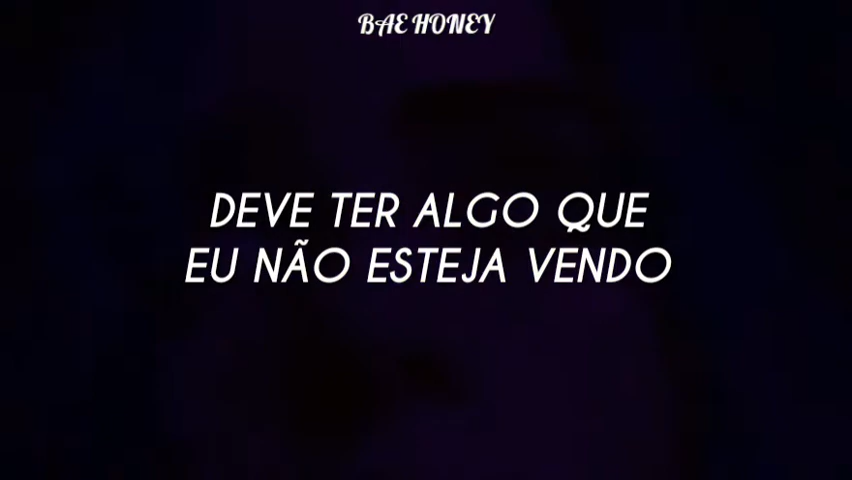 BAE HONEY
DEVE TER ALGO QUE
EU NÃO ESTEJA VENDO